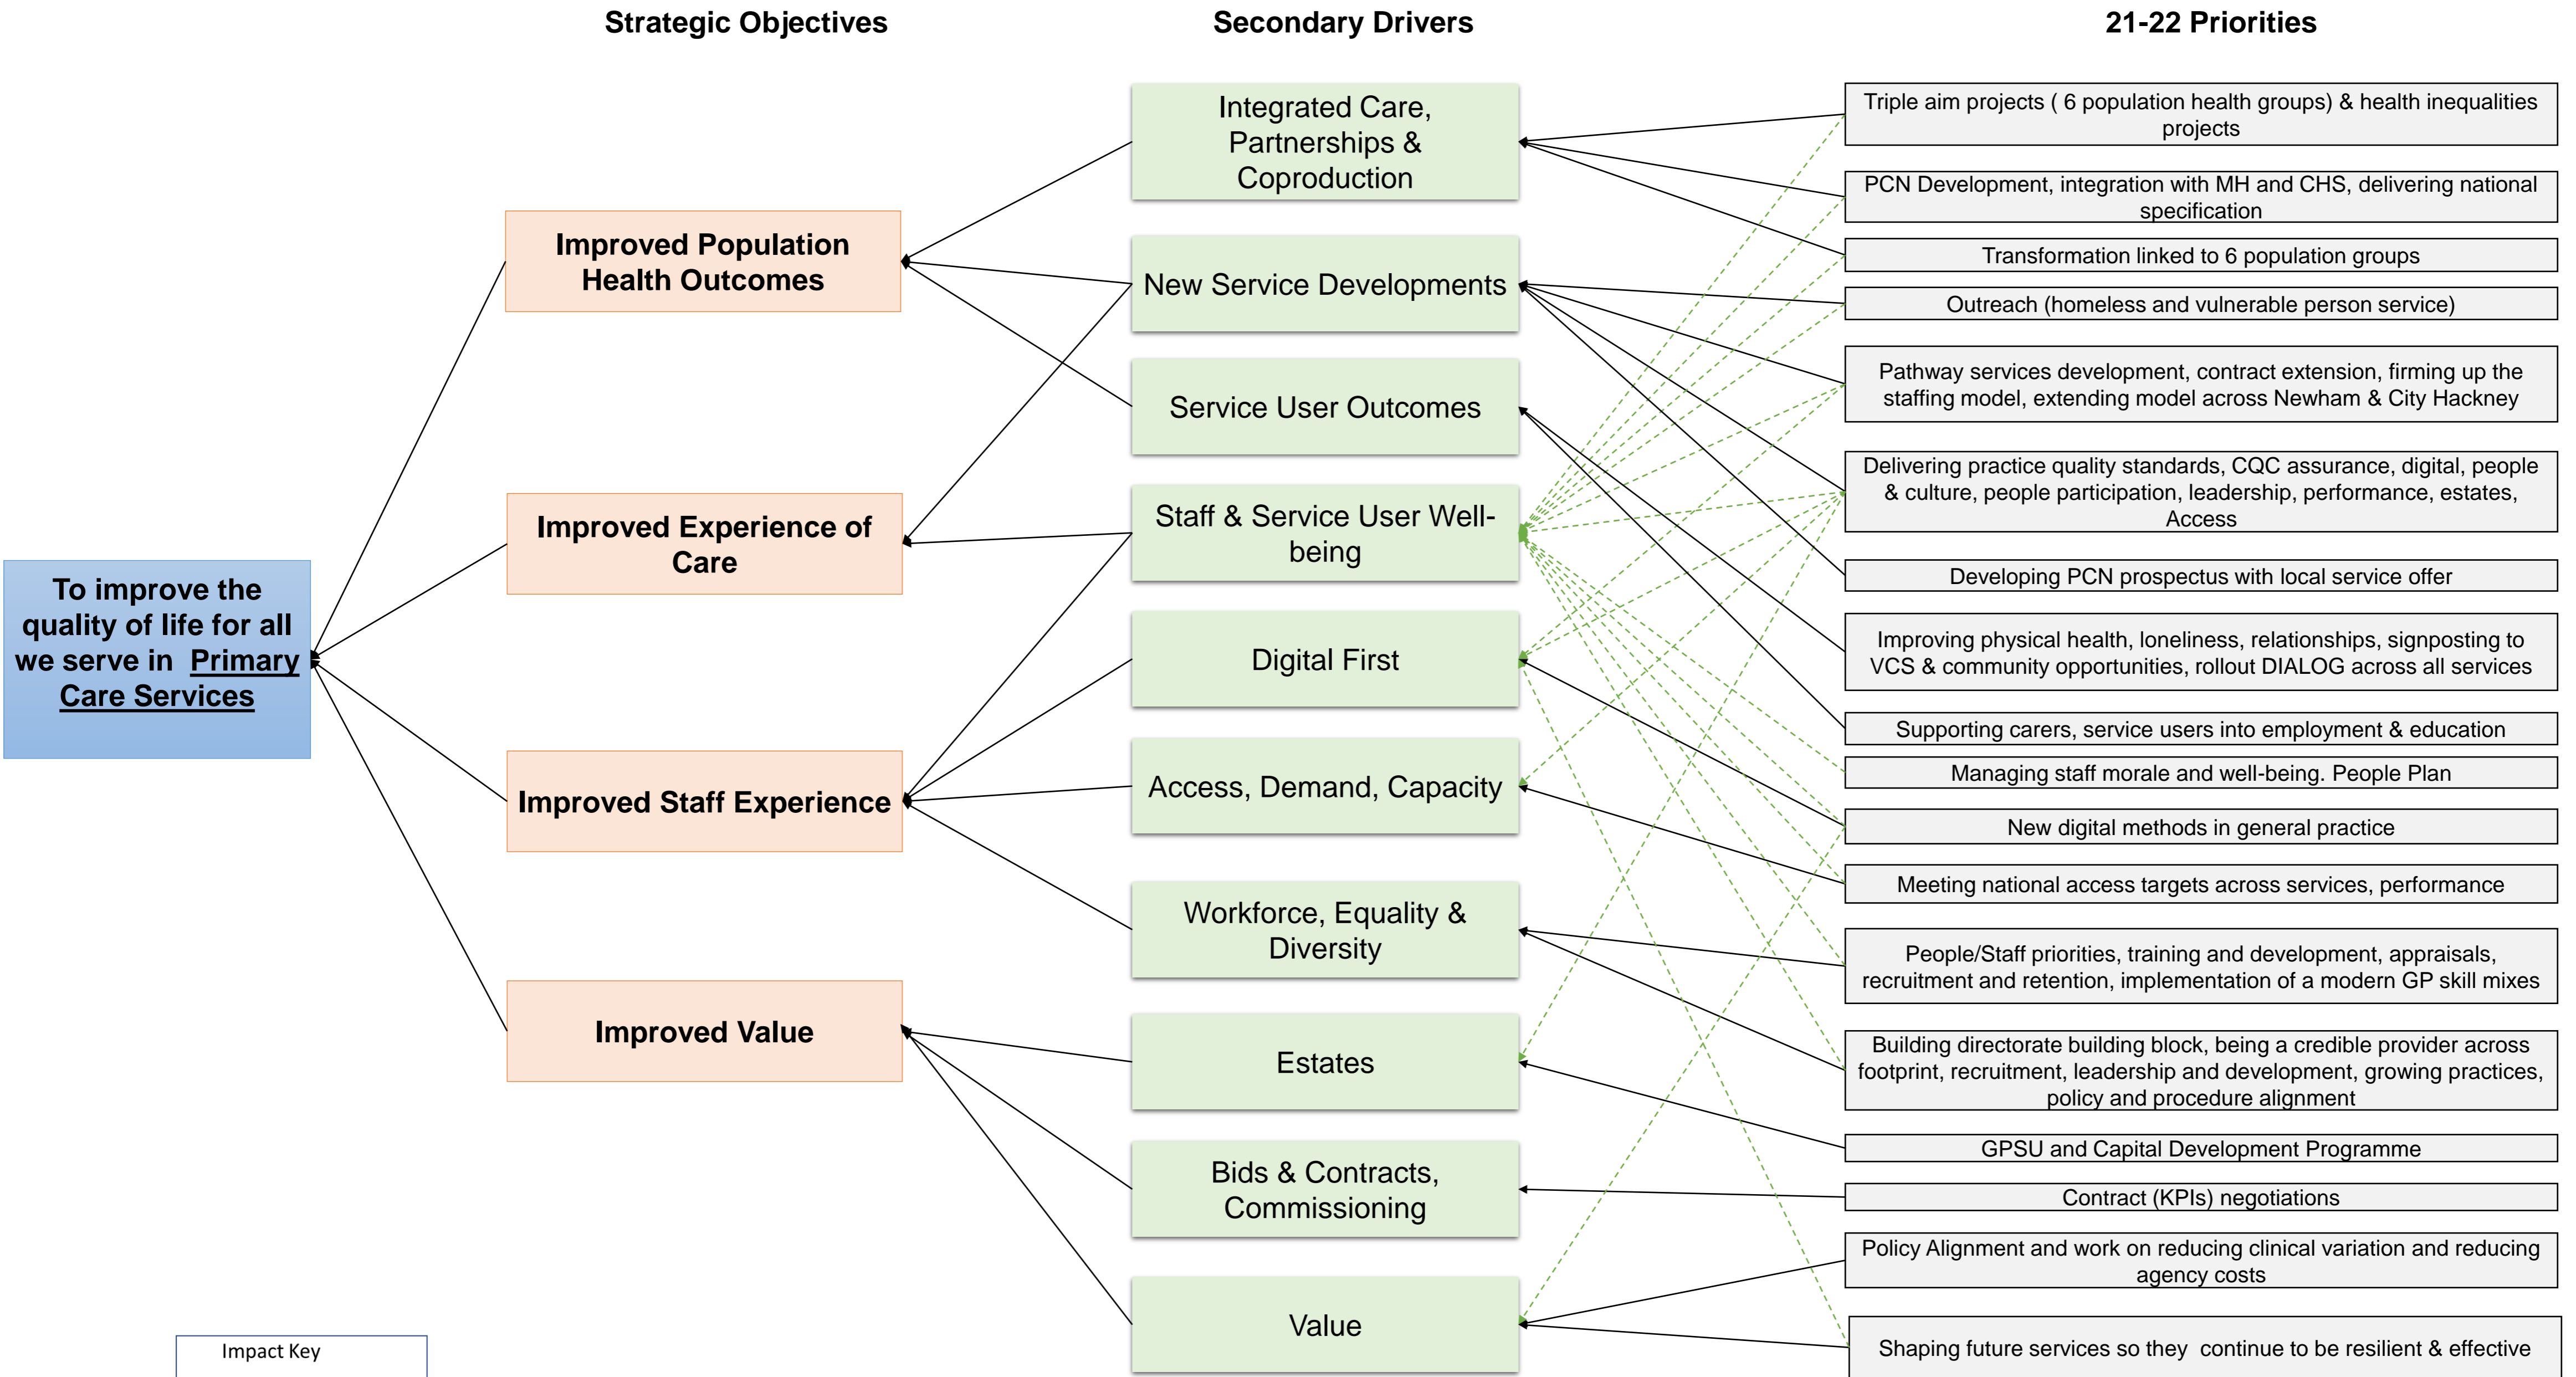 Strategic Objectives
Secondary Drivers
21-22 Priorities
To improve the
quality of life for all
we serve in  Primary
Care Services
Improved Population
Health Outcomes
Improved Experience of
Care
Improved Staff Experience
Improved Value
Integrated Care,
Partnerships &
Coproduction
New Service Developments
Service User Outcomes
Staff & Service User Well-
being
Digital First
Access, Demand, Capacity
Workforce, Equality &
Diversity
Estates
Bids & Contracts,
Commissioning
Value
Triple aim projects ( 6 population health groups) & health inequalities
projects
PCN Development, integration with MH and CHS, delivering national
specification
Transformation linked to 6 population groups
Outreach (homeless and vulnerable person service)
Pathway services development, contract extension, firming up the
staffing model, extending model across Newham & City Hackney
Delivering practice quality standards, CQC assurance, digital, people
& culture, people participation, leadership, performance, estates,
Access
Developing PCN prospectus with local service offer
Improving physical health, loneliness, relationships, signposting to
VCS & community opportunities, rollout DIALOG across all services
Supporting carers, service users into employment & education
Managing staff morale and well-being. People Plan
New digital methods in general practice
Meeting national access targets across services, performance
People/Staff priorities, training and development, appraisals,
recruitment and retention, implementation of a modern GP skill mixes
Building directorate building block, being a credible provider across
footprint, recruitment, leadership and development, growing practices,
policy and procedure alignment
GPSU and Capital Development Programme
Contract (KPIs) negotiations
Policy Alignment and work on reducing clinical variation and reducing
agency costs
Shaping future services so they  continue to be resilient & effective
Impact Key